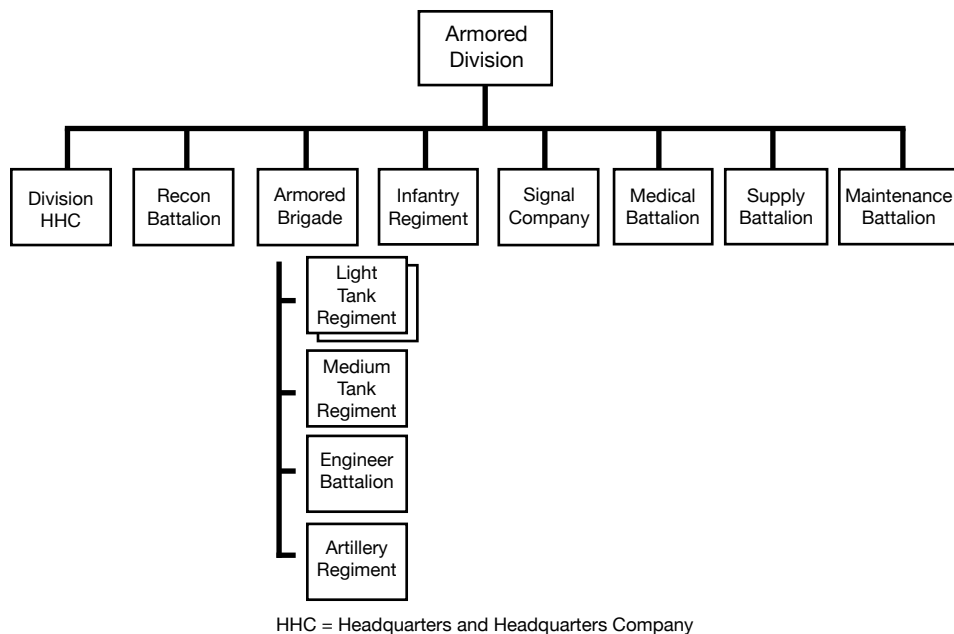 Armored
Division
Division
HHC
Recon
Battalion
Armored
Brigade
Infantry
Regiment
Signal
Company
Medical
Battalion
Supply
Battalion
Maintenance
Battalion
Light
Tank
Regiment
Medium
Tank
Regiment
Engineer
Battalion
Artillery
Regiment
HHC = Headquarters and Headquarters Company